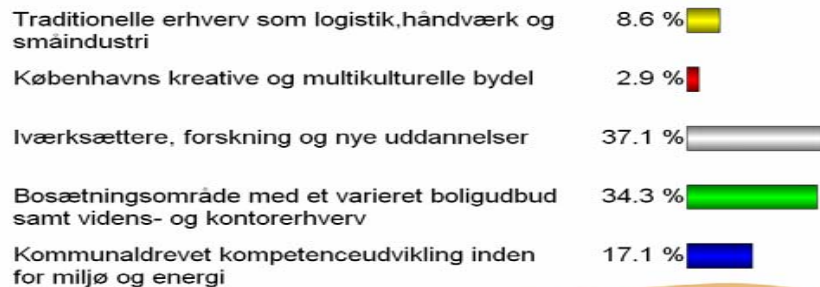 Traditionelle erhverv som logistik,håndværk og 8.6 %
småindustri
Københavns kreative og multikulturelle bydel 2.9 %
Iværksættere, forskning og nye uddannelser 37.1 %
Bosætningsområde med et varieret boligudbud 34.3 %
samt videns- og kontorerhverv
Kommunaldrevet kompetenceudvikling inden 17.1 %
for miljø og energi